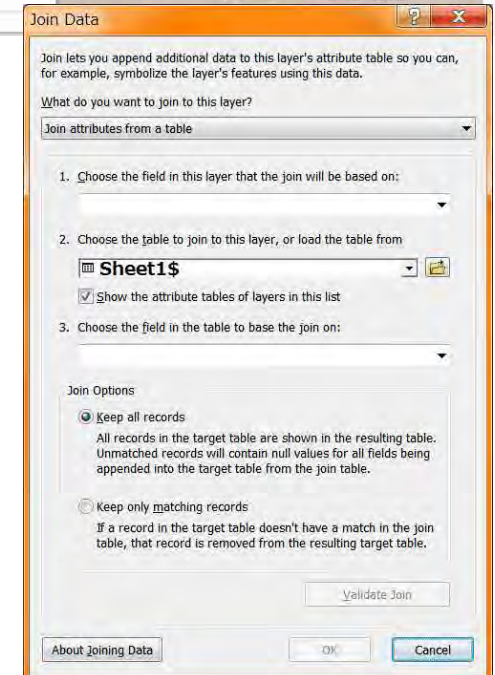 Join Data
Join lets you append additional data to this layer's attribute table so you can,
for example, symbolize the layer's features using this data.
What do you want to join to this layer?
Join attributes from a table
1. Choose the field in this layer that the join will be based on:
2. Choose the table to join to this layer, or load the table from
Sheet1$
Show the attribute tables of layers in this list
3. Choose the field in the table to base the join on:
Join Options
Keep all records
All records in the target table are shown in the resulting table.
Unmatched records will contain null values for all fields being
appended into the target table from the join table.
Keep only matching records
If a record in the target table doesn't have a match in the join
table, that record is removed from the resulting target table.
Validate Join
About Joining Data
OK
Cancel